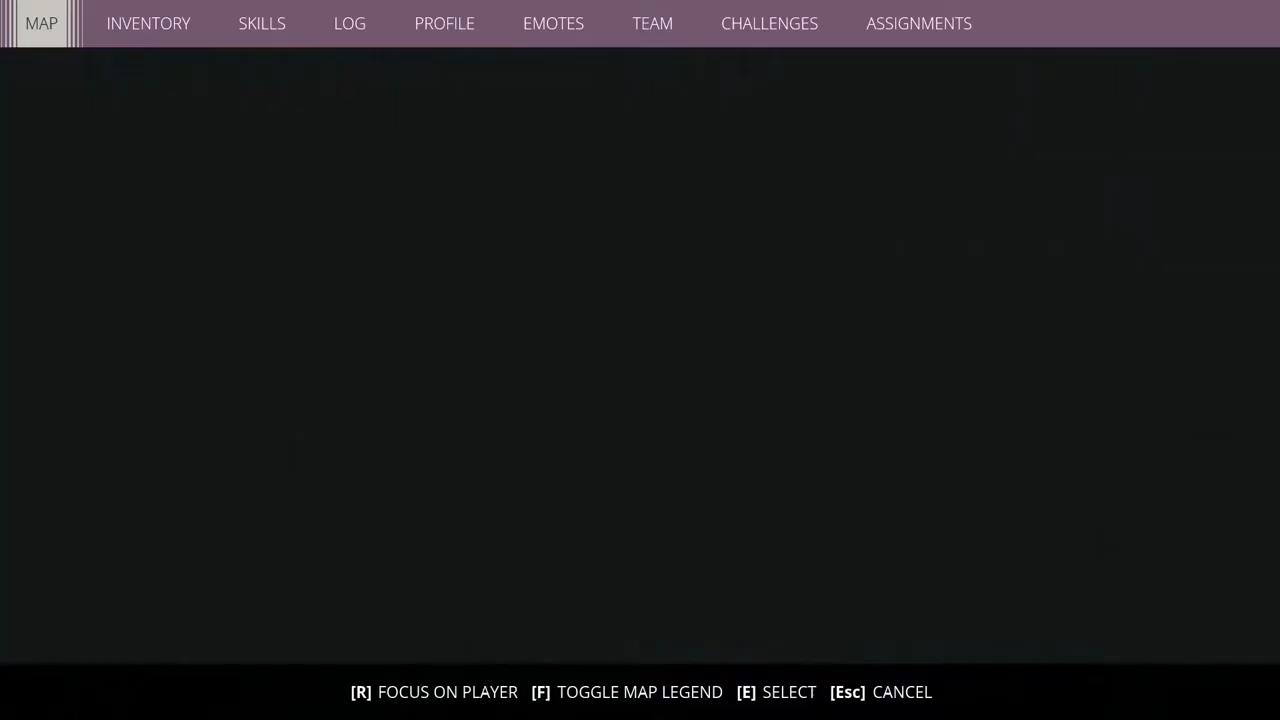 MAP INVENTORY SKILLS LOG PROFILE EMOTES TEAM CHALLENGES ASSIGNMENTS
[R] FOCUS ON PLAYER [F] TOGGLE MAP LEGEND [E] SELECT [Esc] CANCEL